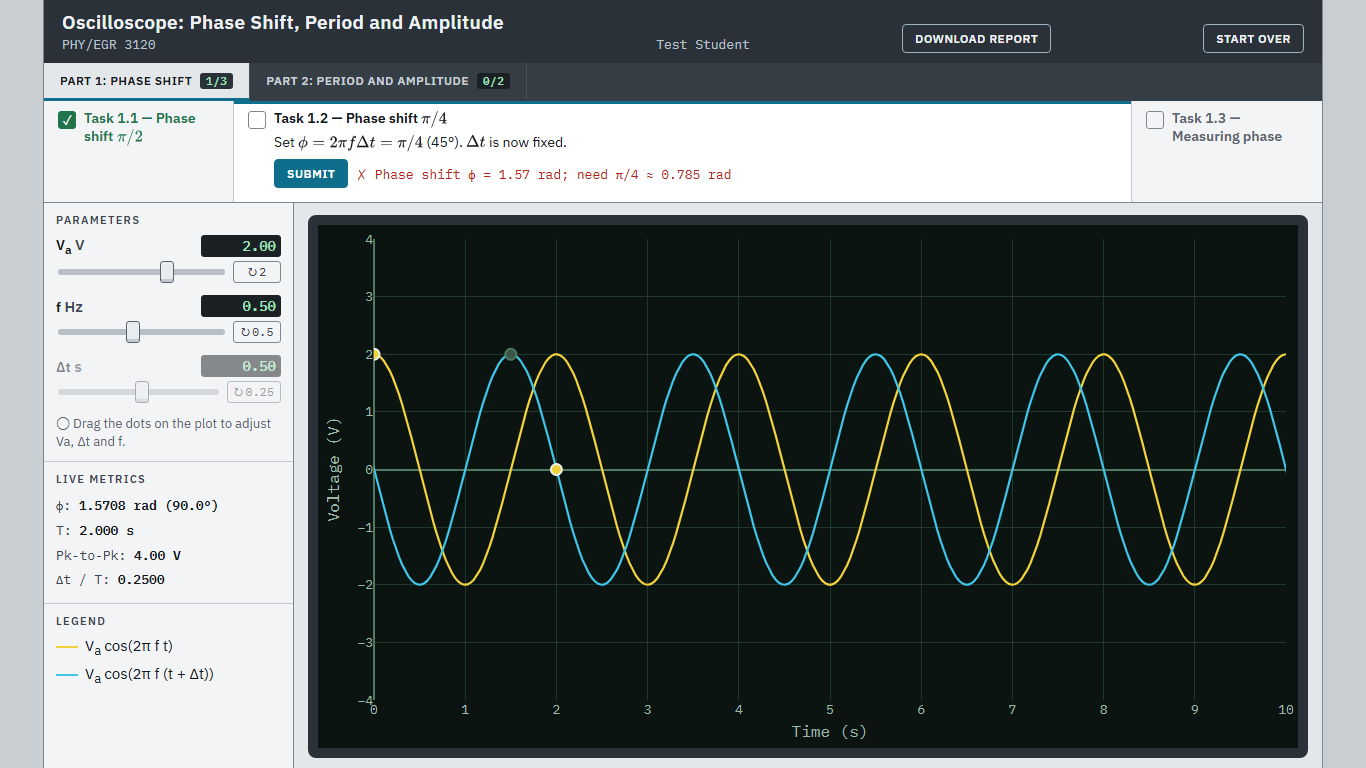 Oscilloscope: Phase Shift, Period and Amplitude
PHY/EGR 3120
Test Student
DOWNLOAD REPORT
START OVER
PART 1: PHASE SHIFT 1/3
PART 2: PERIOD AND AMPLITUDE 0/2
✓ Task 1.1 — Phase
shift π/2
Task 1.2 — Phase shift π/4
Set ϕ = 2πfΔt = π/4 (45°). Δt is now fixed.
SUBMIT
✗ Phase shift ϕ = 1.57 rad; need π/4 ≈ 0.785 rad
Task 1.3 —
Measuring phase
PARAMETERS
Va V 2.00
↻2
f Hz 0.50
↻0.5
Δt s 0.50
↻0.25
◯ Drag the dots on the plot to adjust
Va, Δt and f.
LIVE METRICS
ϕ: 1.5708 rad (90.0°)
T: 2.000 s
Pk-to-Pk: 4.00 V
Δt / T: 0.2500
LEGEND
Va cos(2π f t)
Va cos(2π f (t + Δt))
Voltage (V)
4
3
2
1
0
−1
−2
−3
−4
0 1 2 3 4 5 6 7 8 9 10
Time (s)